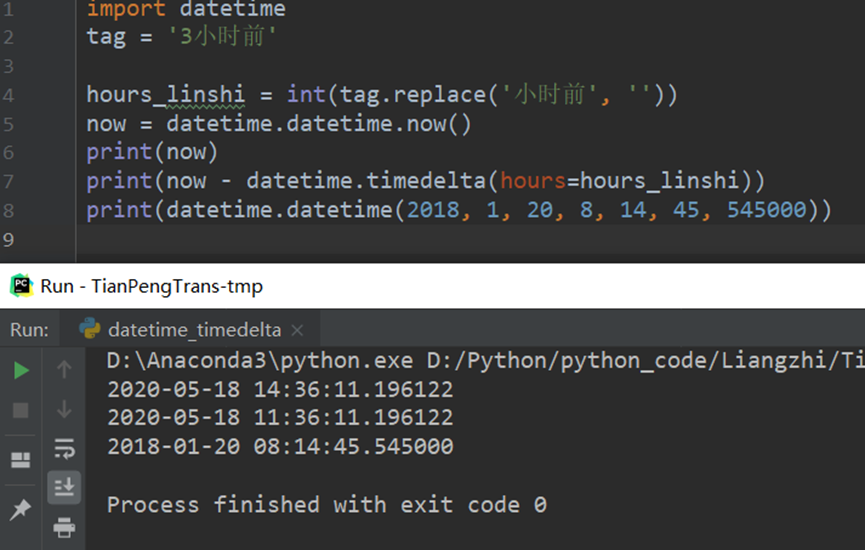 1 import datetime
2 tag = '3小时前'
3
4 hours_linshi = int(tag.replace('小时前', ''))
5 now = datetime.datetime.now()
6 print(now)
7 print(now - datetime.timedelta(hours=hours_linshi))
8 print(datetime.datetime(2018, 1, 20, 8, 14, 45, 545000))
9
PC Run - TianPengTrans-tmp
Run: datetime_timedelta ×
D:\Anaconda3\python.exe D:/Python/python_code/Liangzhi/Ti
2020-05-18 14:36:11.196122
2020-05-18 11:36:11.196122
2018-01-20 08:14:45.545000
Process finished with exit code 0